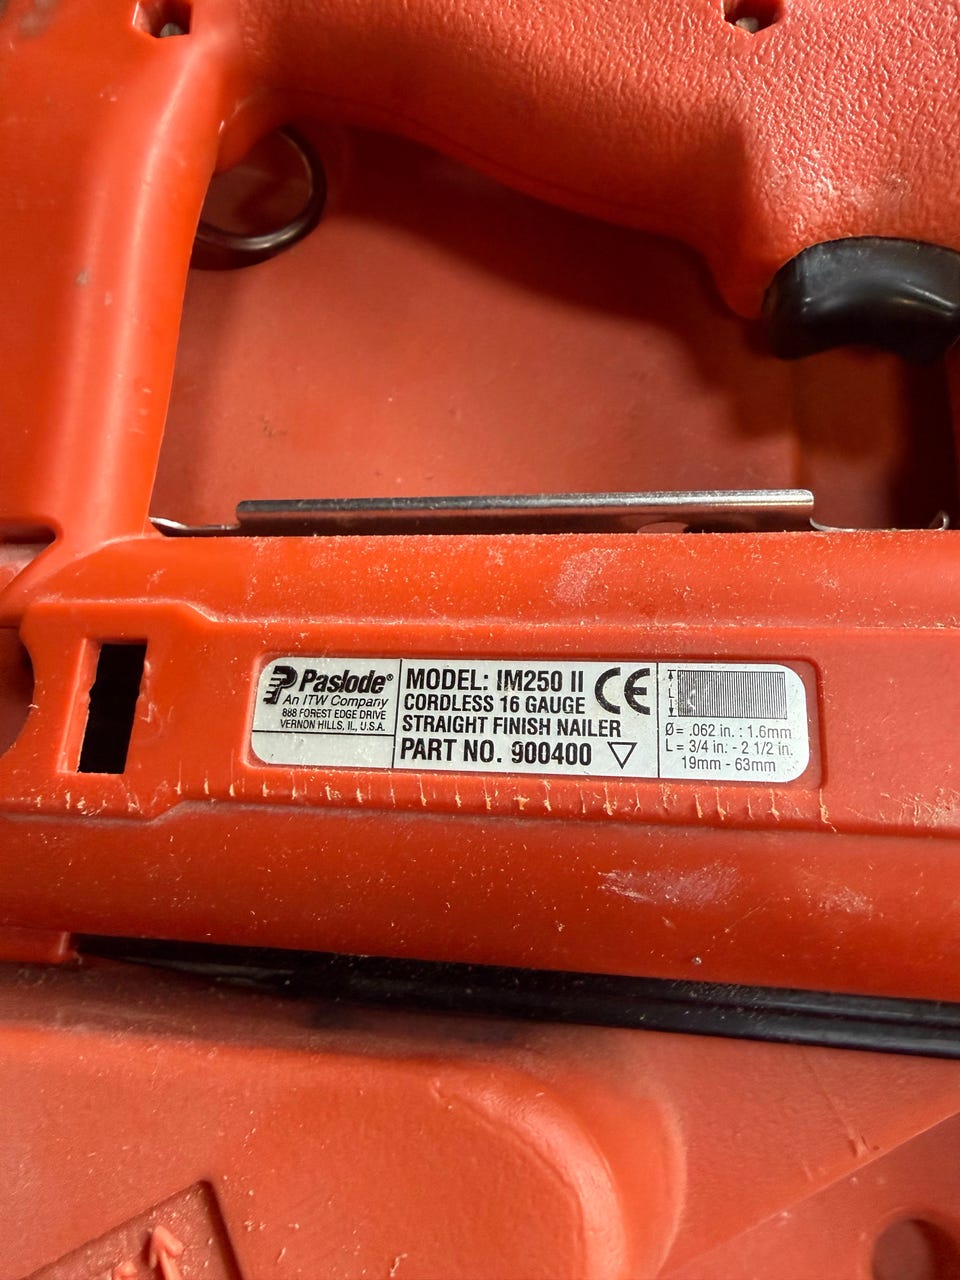 Paslode®
An ITW Company
888 FOREST EDGE DRIVE
VERNON HILLS, IL, U.S.A.
MODEL: IM250 II CE
CORDLESS 16 GAUGE
STRAIGHT FINISH NAILER
PART NO. 900400
Ø= .062 in. : 1.6mm
L = 3/4 in. - 2 1/2 in.
19mm - 63mm